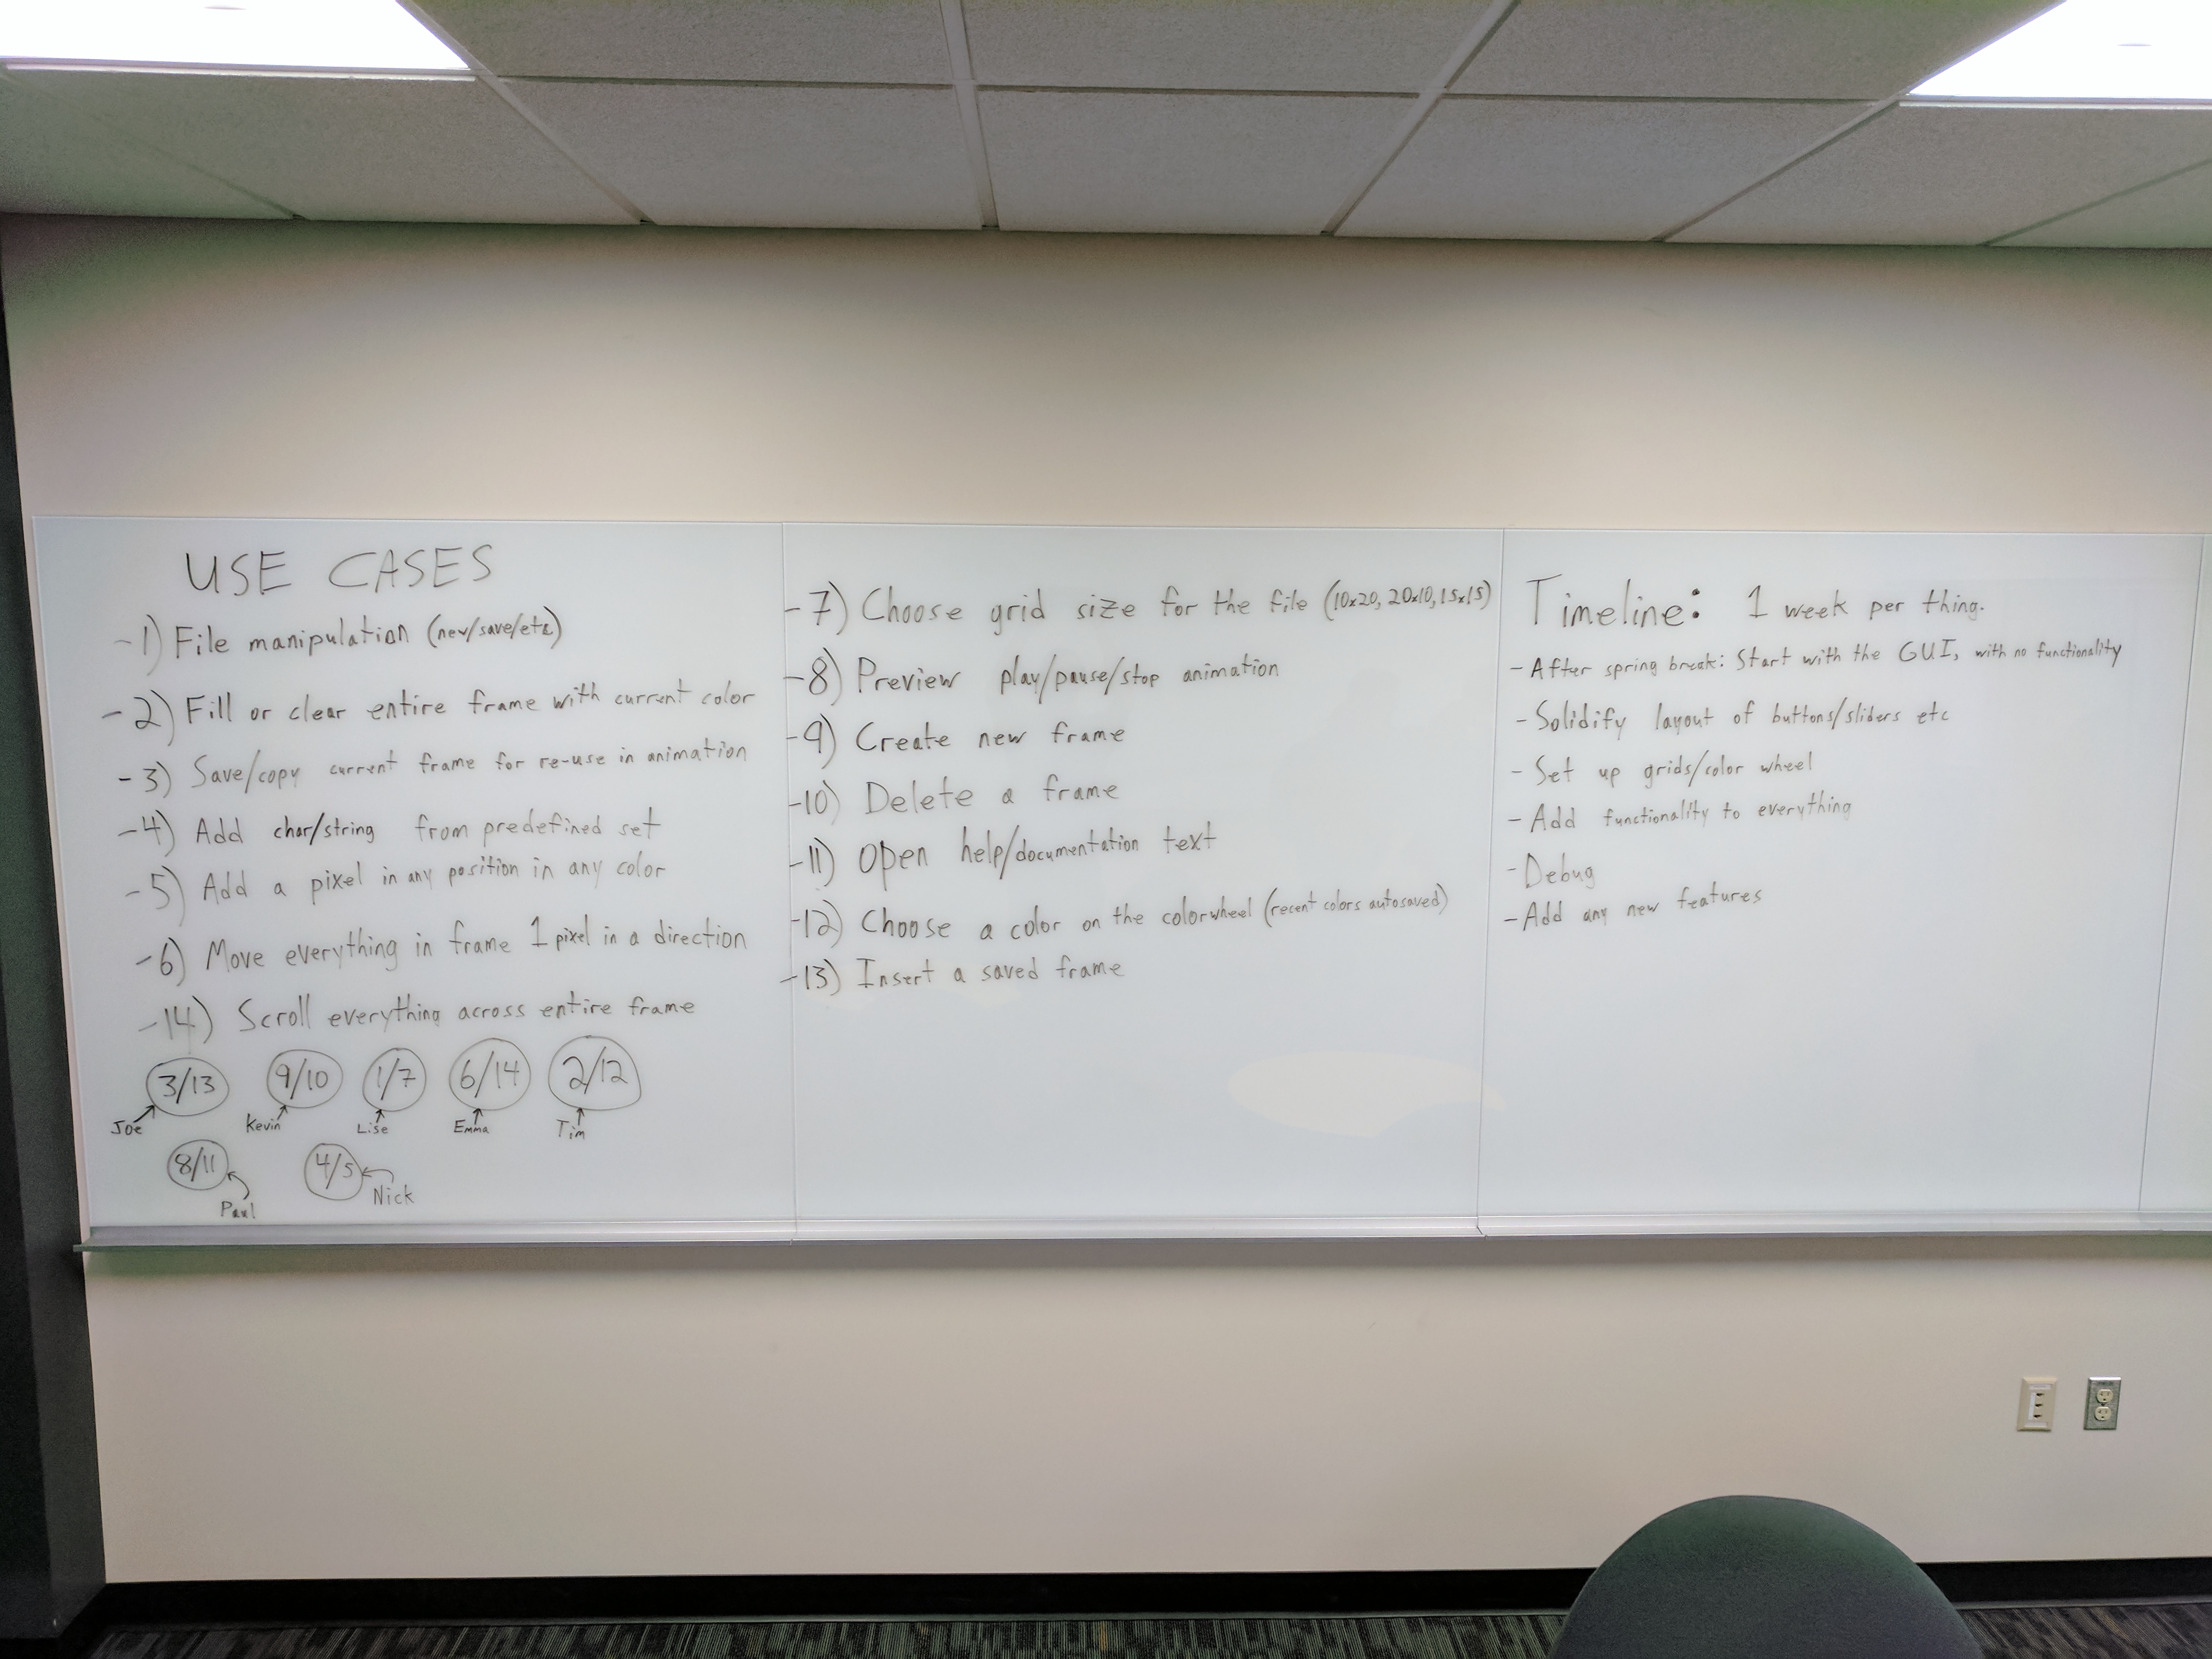 USE CASES
-1) File manipulation (new/save/etc)
-2) Fill or clear entire frame with current color
-3) Save/copy current frame for re-use in animation
-4) Add char/string from predefined set
-5) Add a pixel in any position in any color
-6) Move everything in frame 1 pixel in a direction
-14) Scroll everything across entire frame
3/13 9/10 1/7 6/14 2/12
Joe Kevin Lise Emma Tim
8/11 4/5
Paul Nick
-7) Choose grid size for the file (10x20, 20x10, 15x15)
-8) Preview play/pause/stop animation
-9) Create new frame
-10) Delete a frame
-11) Open help/documentation text
-12) Choose a color on the colorwheel (recent colors autosaved)
-13) Insert a saved frame
Timeline: 1 week per thing.
- After spring break: Start with the GUI, with no functionality
- Solidify layout of buttons/sliders etc
- Set up grids/color wheel
- Add functionality to everything
- Debug
- Add any new features